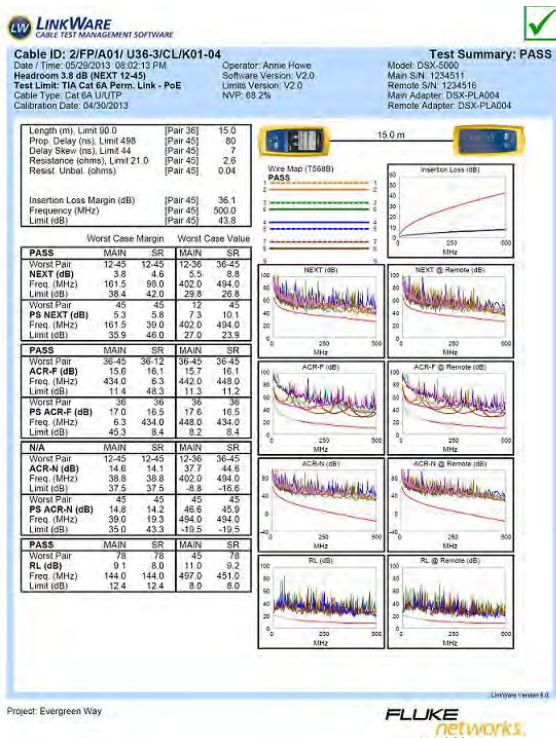 LW LINKWARE
CABLE TEST MANAGEMENT SOFTWARE
Cable ID: 2/FP/A01/ U36-3/CL/K01-04
Test Summary: PASS
Date / Time: 05/29/2013 08:02:13 PM
Headroom 3.8 dB (NEXT 12-45)
Test Limit: TIA Cat 6A Perm. Link - PoE
Cable Type: Cat 6A U/UTP
Calibration Date: 04/30/2013
Operator: Annie Howe
Software Version: V2.0
Limits Version: V2.0
NVP: 68.2%
Model: DSX-5000
Main S/N: 1234511
Remote S/N: 1234516
Main Adapter: DSX-PLA004
Remote Adapter: DSX-PLA004
Length (m), Limit 90.0 [Pair 36] 15.0
Prop. Delay (ns), Limit 498 [Pair 45] 80
Delay Skew (ns), Limit 44 [Pair 45] 7
Resistance (ohms), Limit 21.0 [Pair 45] 2.6
Resist. Unbal. (ohms) [Pair 45] 0.04
Insertion Loss Margin (dB) [Pair 45] 36.1
Frequency (MHz) [Pair 45] 500.0
Limit (dB) [Pair 45] 43.8
Worst Case Margin Worst Case Value
PASS MAIN SR MAIN SR
Worst Pair 12-45 12-45 12-36 36-45
NEXT (dB) 3.8 4.6 5.5 8.8
Freq. (MHz) 161.5 98.0 402.0 494.0
Limit (dB) 38.4 42.0 29.8 26.8
Worst Pair 45 45 12 45
PS NEXT (dB) 5.3 5.8 7.3 10.1
Freq. (MHz) 161.5 39.0 402.0 494.0
Limit (dB) 35.9 46.0 27.0 23.9
PASS MAIN SR MAIN SR
Worst Pair 36-45 36-12 36-45 36-45
ACR-F (dB) 15.6 16.1 15.7 16.1
Freq. (MHz) 434.0 6.3 442.0 448.0
Limit (dB) 11.4 48.3 11.3 11.2
Worst Pair 36 36 36 36
PS ACR-F (dB) 17.0 16.5 17.6 16.5
Freq. (MHz) 6.3 434.0 448.0 434.0
Limit (dB) 45.3 8.4 8.2 8.4
N/A MAIN SR MAIN SR
Worst Pair 12-45 12-45 12-36 36-45
ACR-N (dB) 14.6 14.1 37.7 44.6
Freq. (MHz) 38.8 38.8 402.0 494.0
Limit (dB) 37.5 37.5 -8.8 -16.6
Worst Pair 45 45 45 45
PS ACR-N (dB) 14.8 14.2 46.6 45.9
Freq. (MHz) 39.0 19.3 494.0 494.0
Limit (dB) 35.0 43.3 -19.5 -19.5
PASS MAIN SR MAIN SR
Worst Pair 78 78 45 78
RL (dB) 9.1 8.0 11.0 9.2
Freq. (MHz) 144.0 144.0 497.0 451.0
Limit (dB) 12.4 12.4 8.0 8.0
15.0 m
Wire Map (T568B)
PASS
Insertion Loss (dB)
MHz
NEXT (dB)
MHz
NEXT @ Remote (dB)
MHz
ACR-F (dB)
MHz
ACR-F @ Remote (dB)
MHz
ACR-N (dB)
MHz
ACR-N @ Remote (dB)
MHz
RL (dB)
MHz
RL @ Remote (dB)
MHz
Project: Evergreen Way
FLUKE
networks.